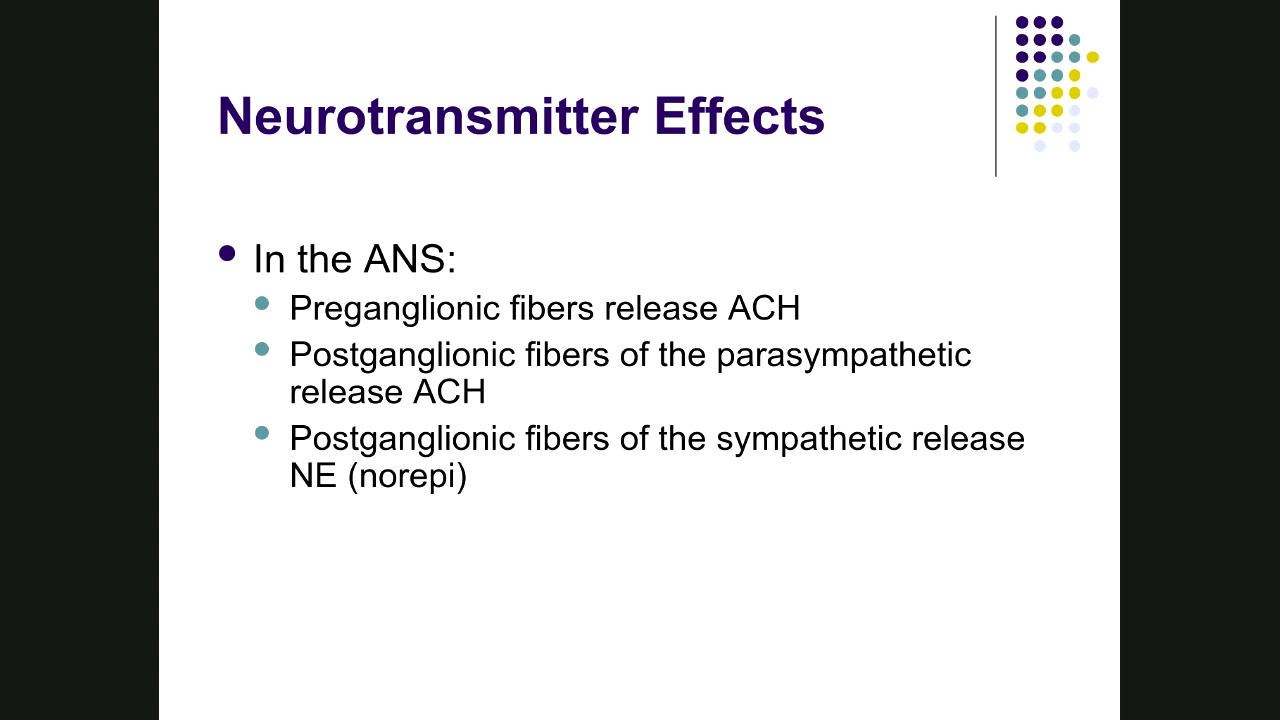 Neurotransmitter Effects
In the ANS:
Preganglionic fibers release ACH
Postganglionic fibers of the parasympathetic
release ACH
Postganglionic fibers of the sympathetic release
NE (norepi)